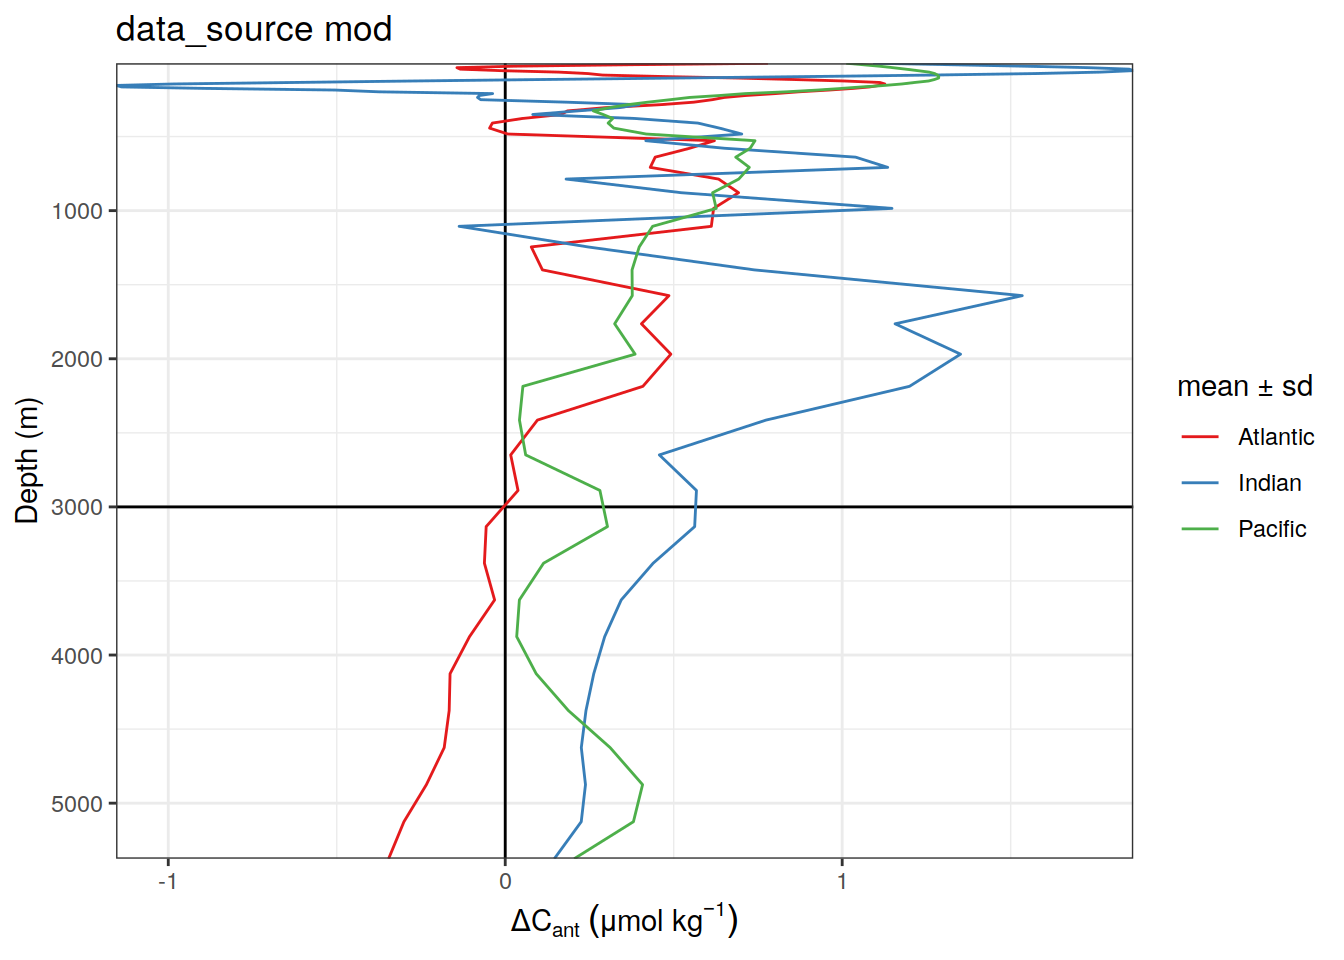 data_source mod
1000
2000
3000
4000
5000
Depth (m)
-1
0
1
ΔCant (μmol kg⁻¹)
mean ± sd
Atlantic
Indian
Pacific